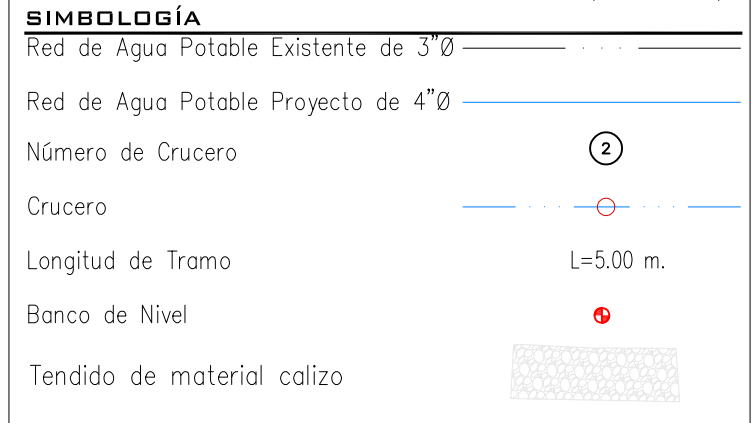 SIMBOLOGÍA
Red de Agua Potable Existente de 3"Ø
Red de Agua Potable Proyecto de 4"Ø
Número de Crucero 2
Crucero
Longitud de Tramo L=5.00 m.
Banco de Nivel
Tendido de material calizo